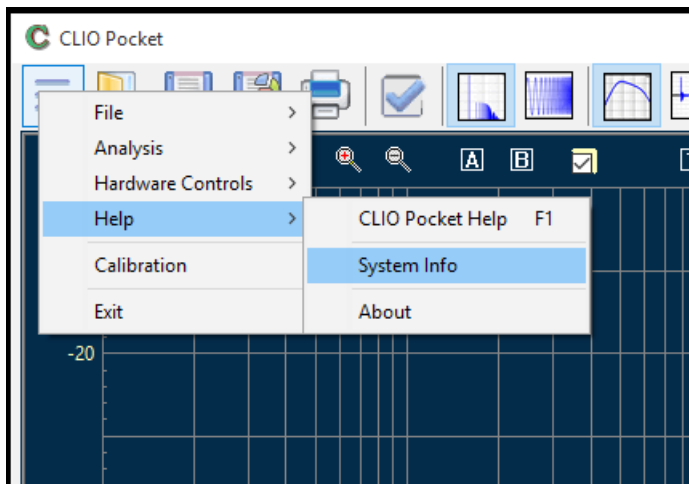 CLIO Pocket
File
Analysis
Hardware Controls
Help
CLIO Pocket Help F1
Calibration
System Info
Exit
About
A
B
-20